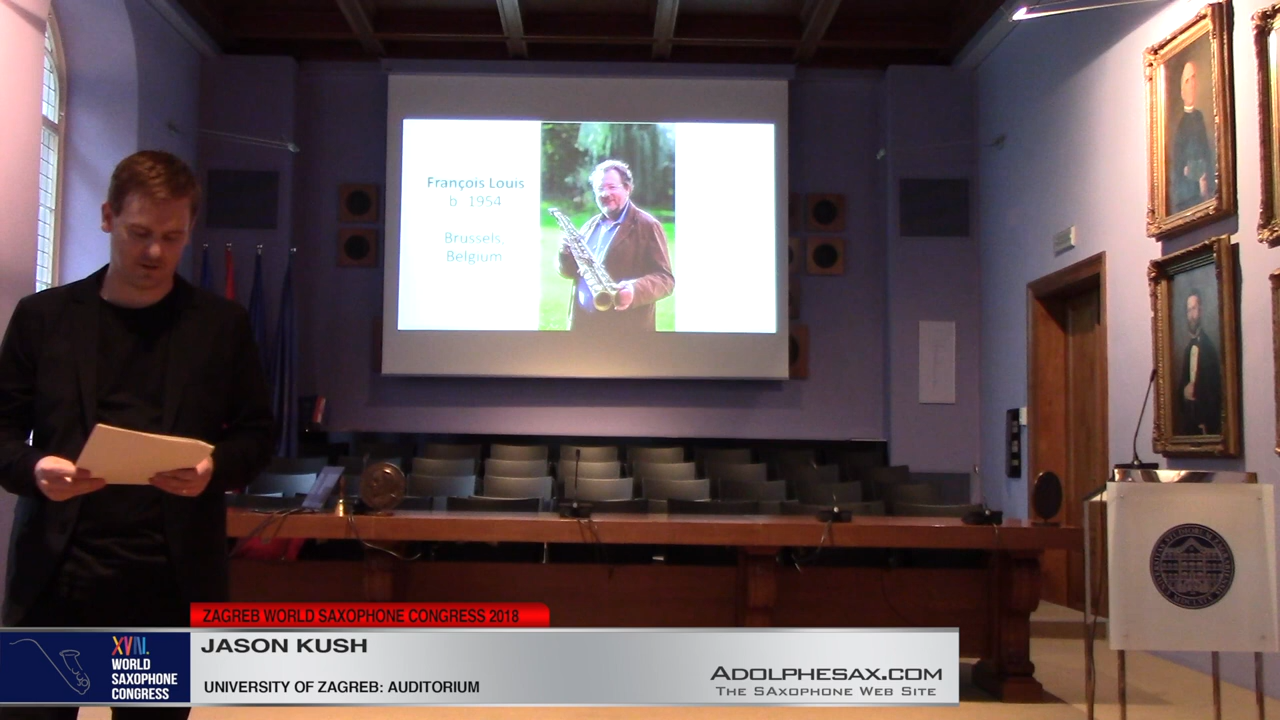 François Louis
b. 1954
Brussels,
Belgium
ZAGREB WORLD SAXOPHONE CONGRESS 2018
XVIII.
WORLD
SAXOPHONE
CONGRESS
JASON KUSH
UNIVERSITY OF ZAGREB: AUDITORIUM
ADOLPHESAX.COM
THE SAXOPHONE WEB SITE